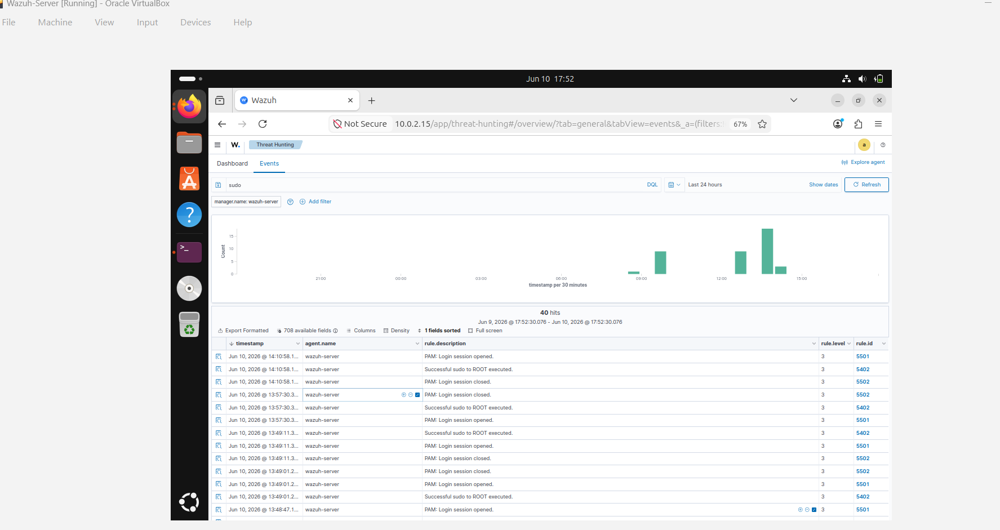 Wazuh-Server [Running] - Oracle VirtualBox
File Machine View Input Devices Help
Jun 10 17:52
Wazuh
Not Secure 10.0.2.15/app/threat-hunting#/overview/?tab=general&tabView=events&_a=(filters: 67%
W. Threat Hunting a
Dashboard Events Explore agent
sudo DQL Last 24 hours Show dates Refresh
manager.name: wazuh-server Add filter
Count
15
10
5
0
21:00 00:00 03:00 06:00 09:00 12:00 15:00
timestamp per 30 minutes
40 hits
Jun 9, 2026 @ 17:52:30.076 - Jun 10, 2026 @ 17:52:30.076
Export Formatted 708 available fields Columns Density 1 fields sorted Full screen
timestamp agent.name rule.description rule.level rule.id
Jun 10, 2026 @ 14:10:58.1... wazuh-server PAM: Login session opened. 3 5501
Jun 10, 2026 @ 14:10:58.1... wazuh-server Successful sudo to ROOT executed. 3 5402
Jun 10, 2026 @ 14:10:58.1... wazuh-server PAM: Login session closed. 3 5502
Jun 10, 2026 @ 13:57:30.3... wazuh-server PAM: Login session closed. 3 5502
Jun 10, 2026 @ 13:57:30.3... wazuh-server Successful sudo to ROOT executed. 3 5402
Jun 10, 2026 @ 13:57:30.3... wazuh-server PAM: Login session opened. 3 5501
Jun 10, 2026 @ 13:49:11.3... wazuh-server Successful sudo to ROOT executed. 3 5402
Jun 10, 2026 @ 13:49:11.3... wazuh-server PAM: Login session opened. 3 5501
Jun 10, 2026 @ 13:49:11.3... wazuh-server PAM: Login session closed. 3 5502
Jun 10, 2026 @ 13:49:01.2... wazuh-server PAM: Login session closed. 3 5502
Jun 10, 2026 @ 13:49:01.2... wazuh-server PAM: Login session opened. 3 5501
Jun 10, 2026 @ 13:49:01.2... wazuh-server Successful sudo to ROOT executed. 3 5402
Jun 10, 2026 @ 13:48:47.1... wazuh-server PAM: Login session opened. 3 5501